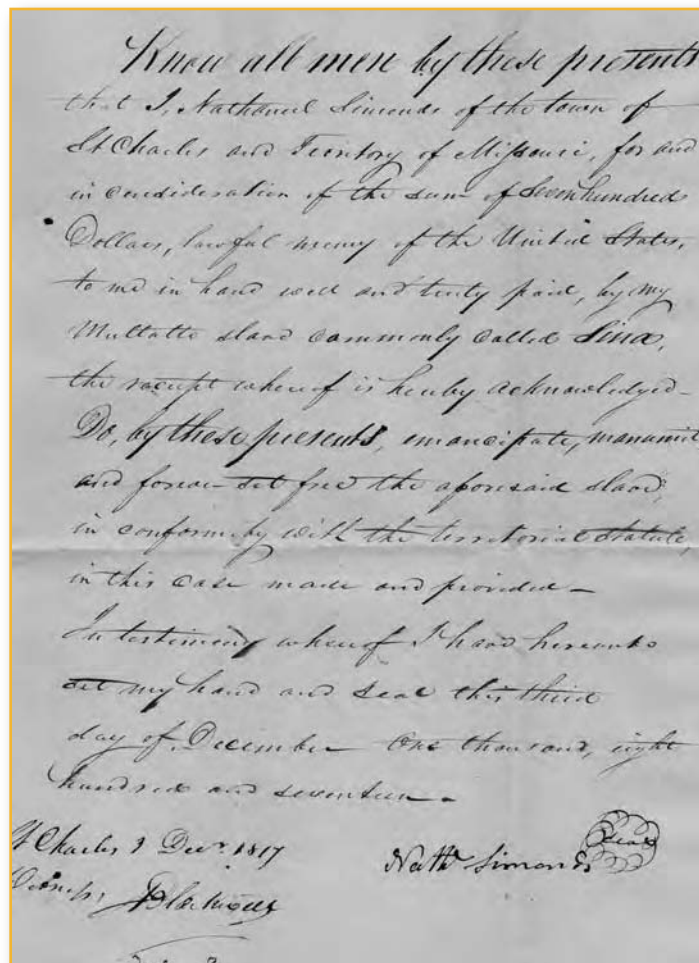 Know all men by these presents
that I, Nathaniel Simonds of the town of
St Charles and Territory of Missouri, for and
in consideration of the sum of Seven hundred
Dollars, lawful money of the United States,
to me in hand well and truly paid, by my
Mullatto slave commonly called Lina,
the receipt whereof is hereby acknowledged—
Do, by these presents, emancipate, manumit
and forever set free the aforesaid slave,
in conformity with the territorial statute,
in this case made and provided—
In testimony whereof I have hereunto
set my hand and seal this third
day of December One thousand, eight
hundred and seventeen—
St Charles 3 Decr. 1817
Nathl Simonds seal
Witness,